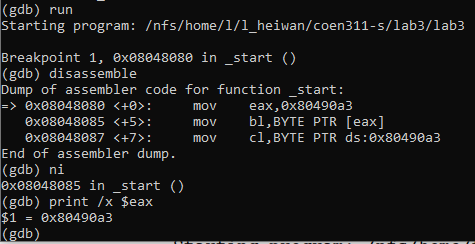 (gdb) run
Starting program: /nfs/home/l/l_heiwan/coen311-s/lab3/lab3

Breakpoint 1, 0x08048080 in _start ()
(gdb) disassemble
Dump of assembler code for function _start:
=> 0x08048080 <+0>:     mov    eax,0x80490a3
   0x08048085 <+5>:     mov    bl,BYTE PTR [eax]
   0x08048087 <+7>:     mov    cl,BYTE PTR ds:0x80490a3
End of assembler dump.
(gdb) ni
0x08048085 in _start ()
(gdb) print /x $eax
$1 = 0x80490a3
(gdb)